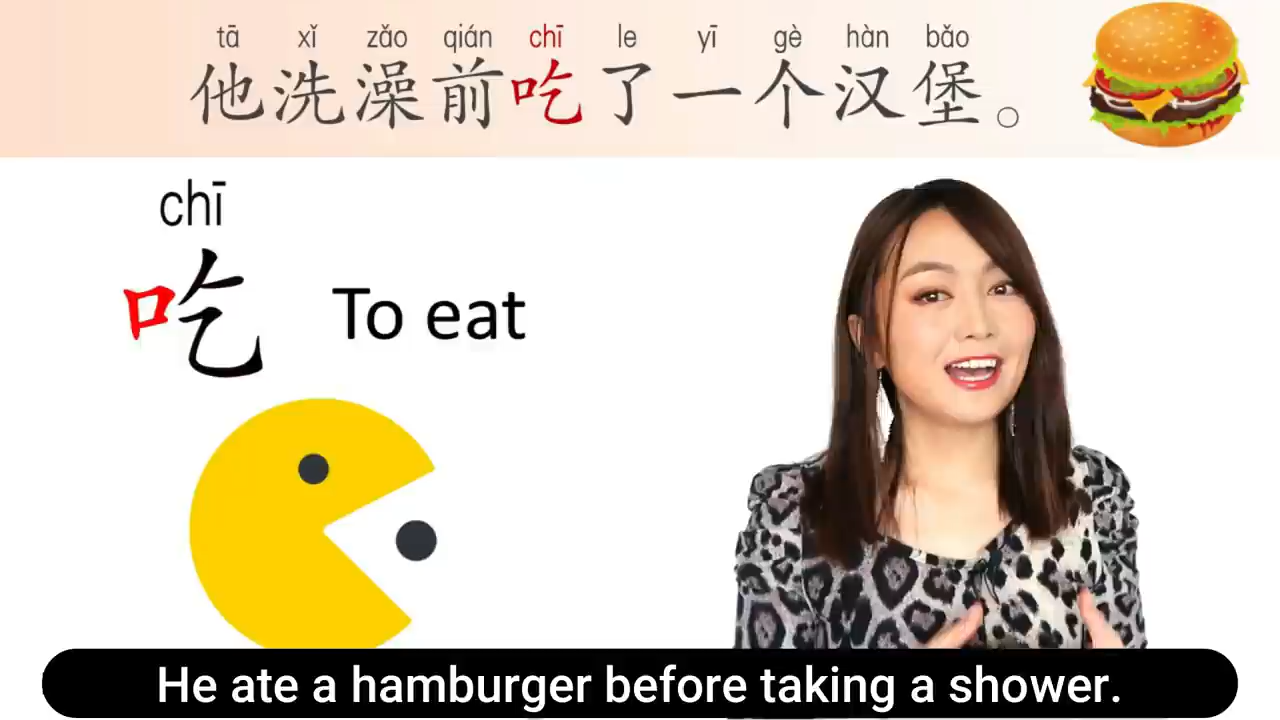 tā xǐ zǎo qián chī le yī gè hàn bǎo
他洗澡前吃了一个汉堡。
chī
吃 To eat
He ate a hamburger before taking a shower.